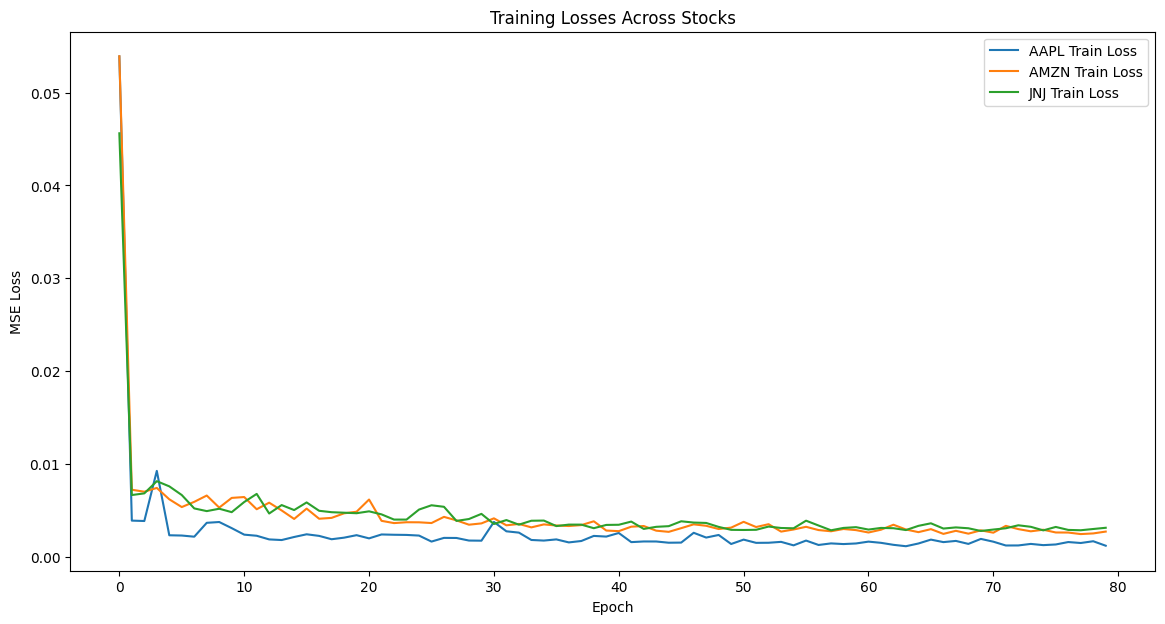 Training Losses Across Stocks
AAPL Train Loss
AMZN Train Loss
JNJ Train Loss
0.05
0.04
0.03
0.02
0.01
0.00
MSE Loss
0 10 20 30 40 50 60 70 80
Epoch